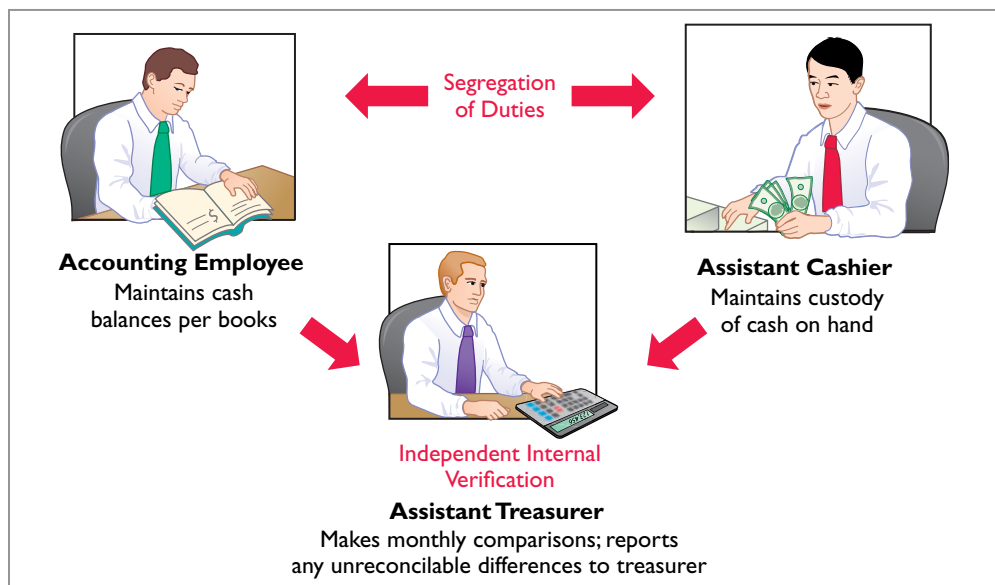 Segregation
of Duties
Accounting Employee
Maintains cash
balances per books
Assistant Cashier
Maintains custody
of cash on hand
$
Independent Internal
Verification
Assistant Treasurer
Makes monthly comparisons; reports
any unreconcilable differences to treasurer